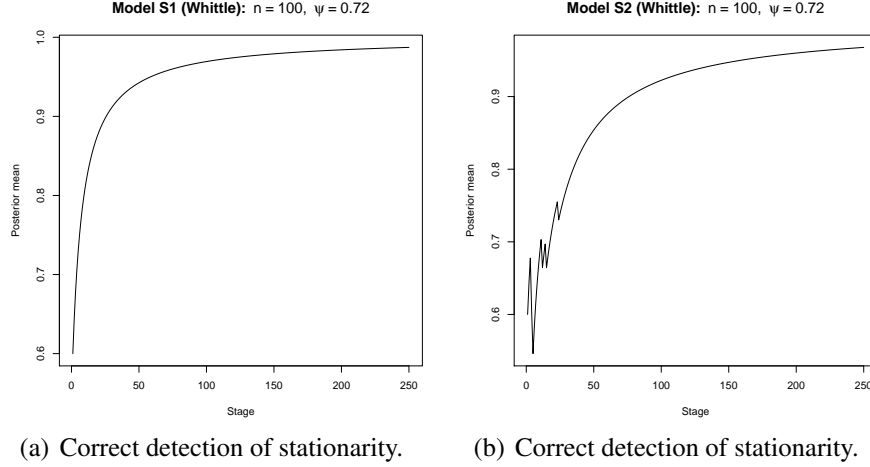 Model S1 (Whittle): n = 100, ψ = 0.72
Posterior mean
1.0
0.9
0.8
0.7
0.6
0
50
100
150
200
250
Stage
(a) Correct detection of stationarity.
Model S2 (Whittle): n = 100, ψ = 0.72
Posterior mean
0.9
0.8
0.7
0.6
0
50
100
150
200
250
Stage
(b) Correct detection of stationarity.